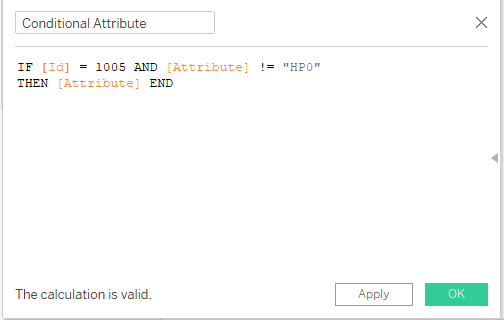 Conditional Attribute
IF [Id] = 1005 AND [Attribute] != "HP0"
THEN [Attribute] END
The calculation is valid.
Apply
OK